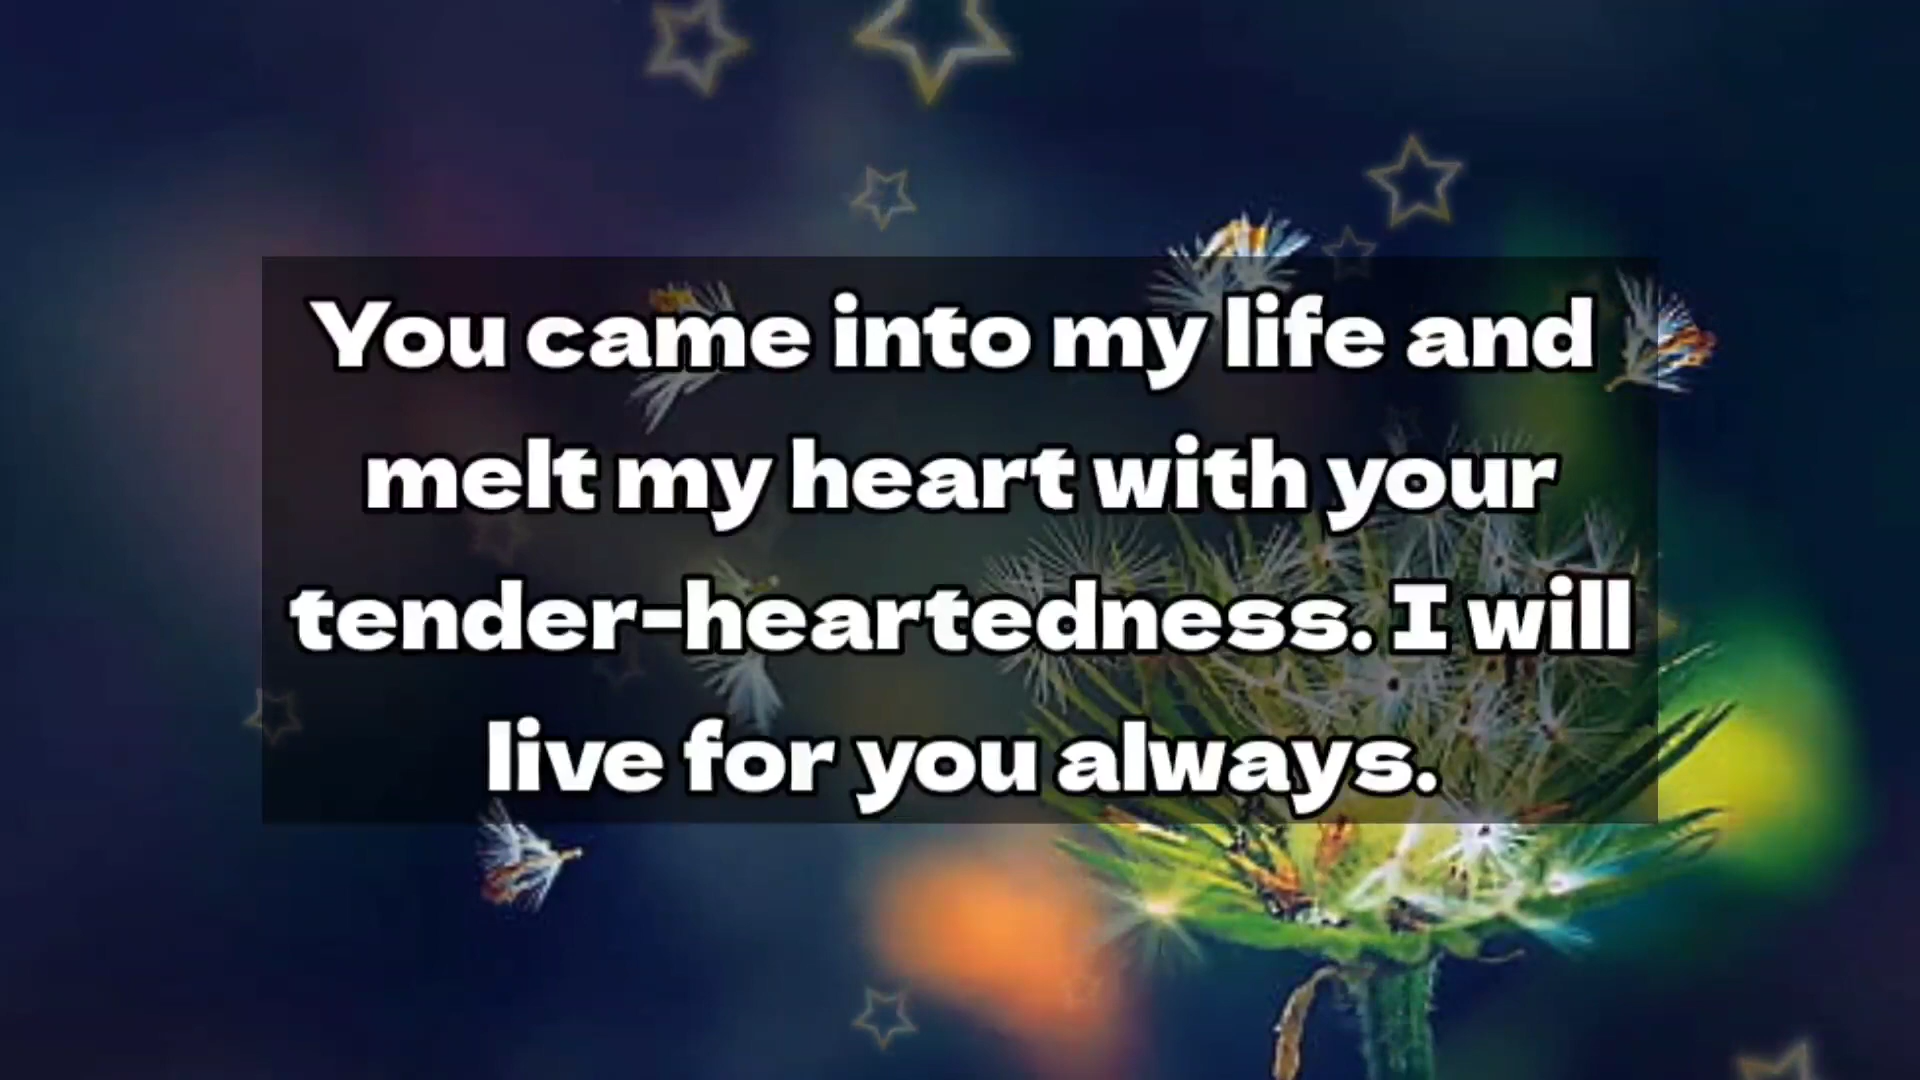 You came into my life and
melt my heart with your
tender-heartedness. I will
live for you always.